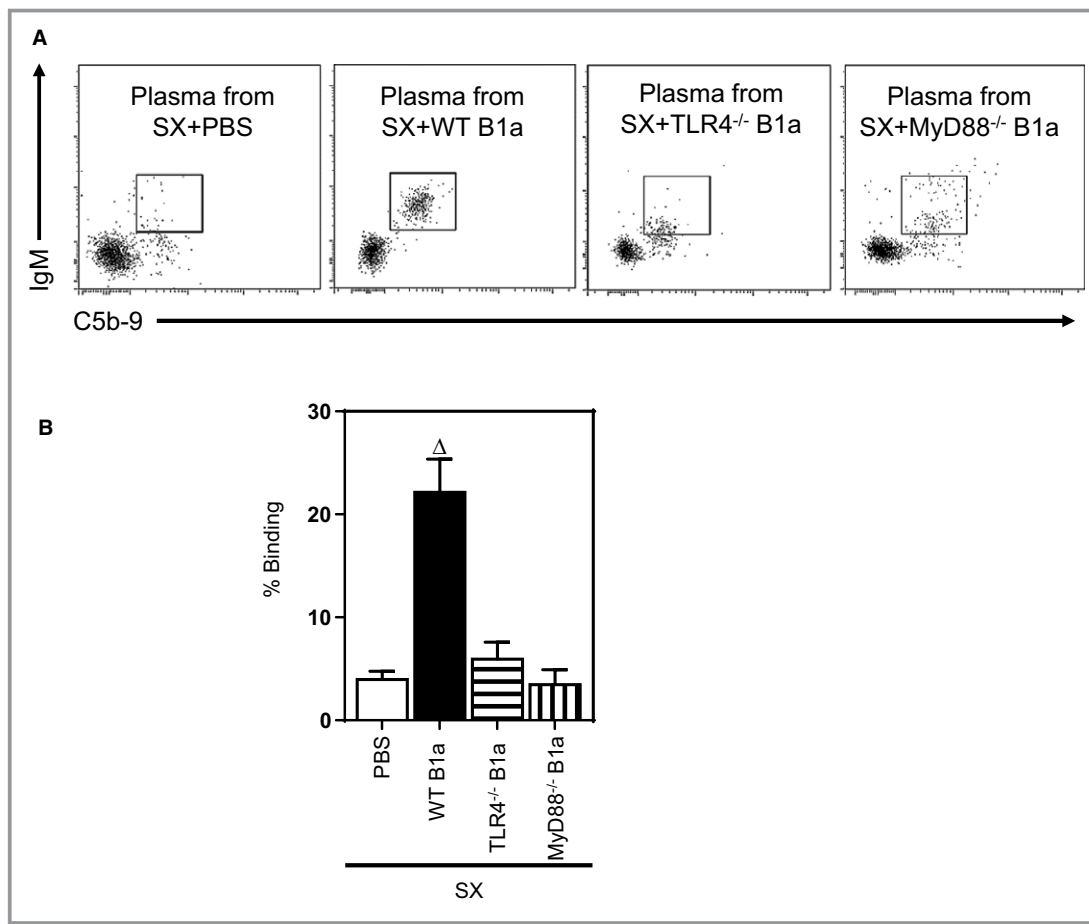 A
Plasma from
SX+PBS
Plasma from
SX+WT B1a
Plasma from
SX+TLR4-/- B1a
Plasma from
SX+MyD88-/- B1a
IgM
C5b-9
B
30
20
10
0
% Binding
Δ
PBS
WT B1a
TLR4-/- B1a
MyD88-/- B1a
SX